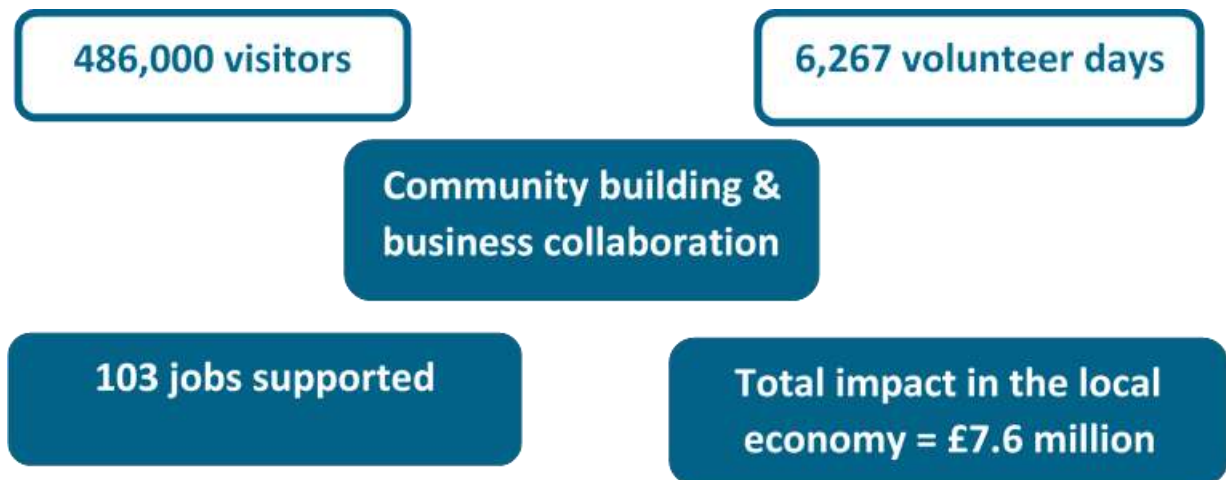 486,000 visitors
6,267 volunteer days
Community building &
business collaboration
103 jobs supported
Total impact in the local
economy = £7.6 million